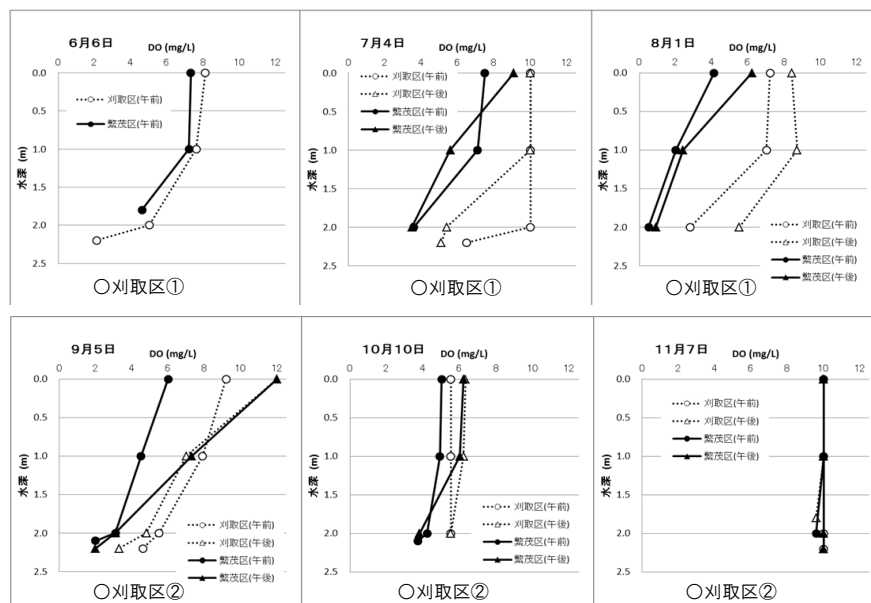 6月6日 DO (mg/L)
0 2 4 6 8 10 12
0.0
0.5
1.0
1.5
2.0
2.5
水深 (m)
刈取区(午前)
繁茂区(午前)
〇刈取区①
7月4日 DO (mg/L)
0 2 4 6 8 10 12
0.0
0.5
1.0
1.5
2.0
2.5
水深 (m)
刈取区(午前)
刈取区(午後)
繁茂区(午前)
繁茂区(午後)
〇刈取区①
8月1日 DO (mg/L)
0 2 4 6 8 10 12
0.0
0.5
1.0
1.5
2.0
2.5
水深 (m)
刈取区(午前)
刈取区(午後)
繁茂区(午前)
繁茂区(午後)
〇刈取区①
9月5日 DO (mg/L)
0 2 4 6 8 10 12
0.0
0.5
1.0
1.5
2.0
2.5
水深 (m)
刈取区(午前)
刈取区(午後)
繁茂区(午前)
繁茂区(午後)
〇刈取区②
10月10日 DO (mg/L)
0 2 4 6 8 10 12
0.0
0.5
1.0
1.5
2.0
2.5
水深 (m)
刈取区(午前)
刈取区(午後)
繁茂区(午前)
繁茂区(午後)
〇刈取区②
11月7日 DO (mg/L)
0 2 4 6 8 10 12
0.0
0.5
1.0
1.5
2.0
2.5
水深 (m)
刈取区(午前)
刈取区(午後)
繁茂区(午前)
繁茂区(午後)
〇刈取区②